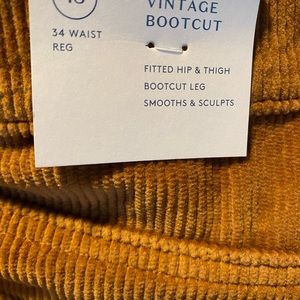 34 WAIST
REG
VINTAGE
BOOTCUT
FITTED HIP & THIGH
BOOTCUT LEG
SMOOTHS & SCULPTS